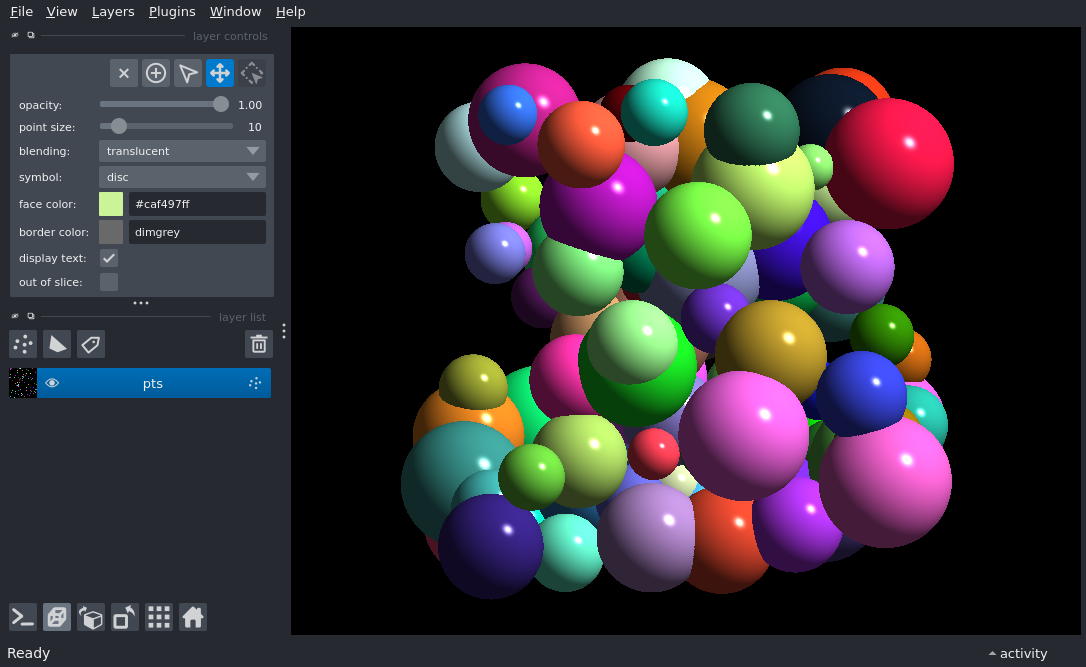 File View Layers Plugins Window Help
layer controls
opacity: 1.00
point size: 10
blending: translucent
symbol: disc
face color: #caf497ff
border color: dimgrey
display text:
out of slice:
layer list
pts
Ready
activity